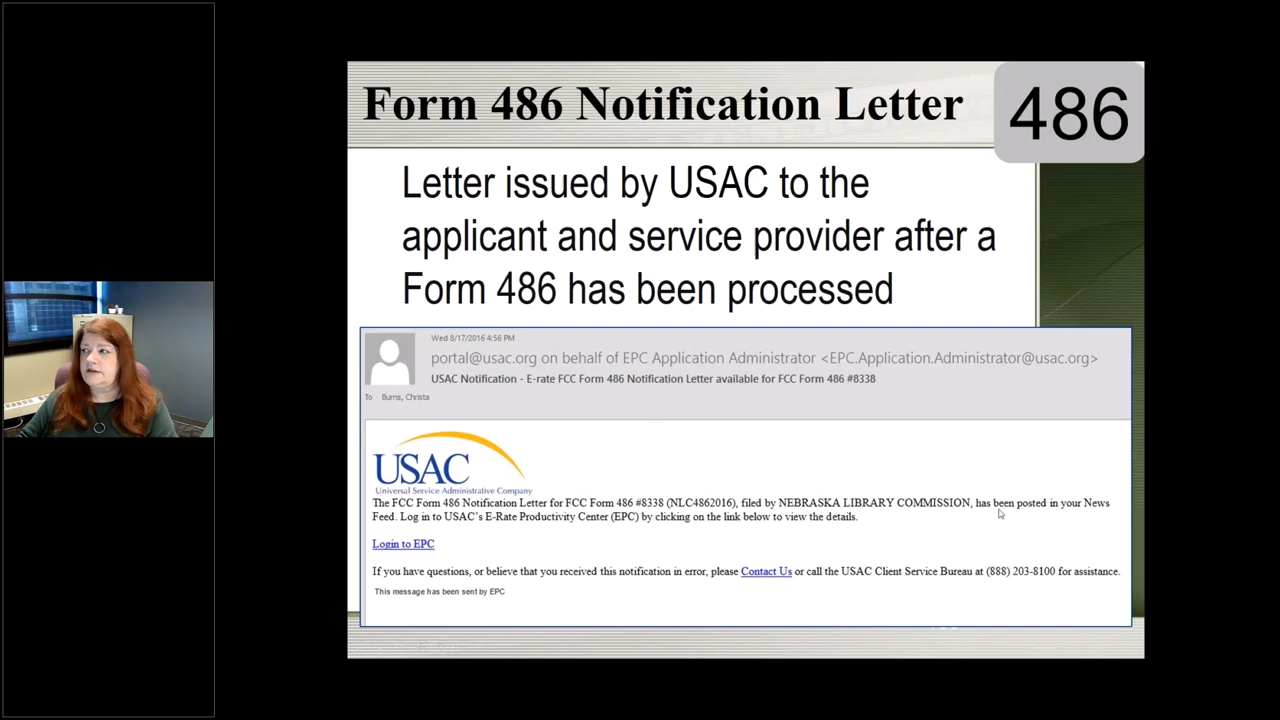 Form 486 Notification Letter
486
Letter issued by USAC to the
applicant and service provider after a
Form 486 has been processed
Wed 8/17/2016 4:56 PM
portal@usac.org on behalf of EPC Application Administrator <EPC.Application.Administrator@usac.org>
USAC Notification - E-rate FCC Form 486 Notification Letter available for FCC Form 486 #8338
To Burns, Christa
USAC
Universal Service Administrative Company
The FCC Form 486 Notification Letter for FCC Form 486 #8338 (NLC4862016), filed by NEBRASKA LIBRARY COMMISSION, has been posted in your News
Feed. Log in to USAC's E-Rate Productivity Center (EPC) by clicking on the link below to view the details.
Login to EPC
If you have questions, or believe that you received this notification in error, please Contact Us or call the USAC Client Service Bureau at (888) 203-8100 for assistance.
This message has been sent by EPC